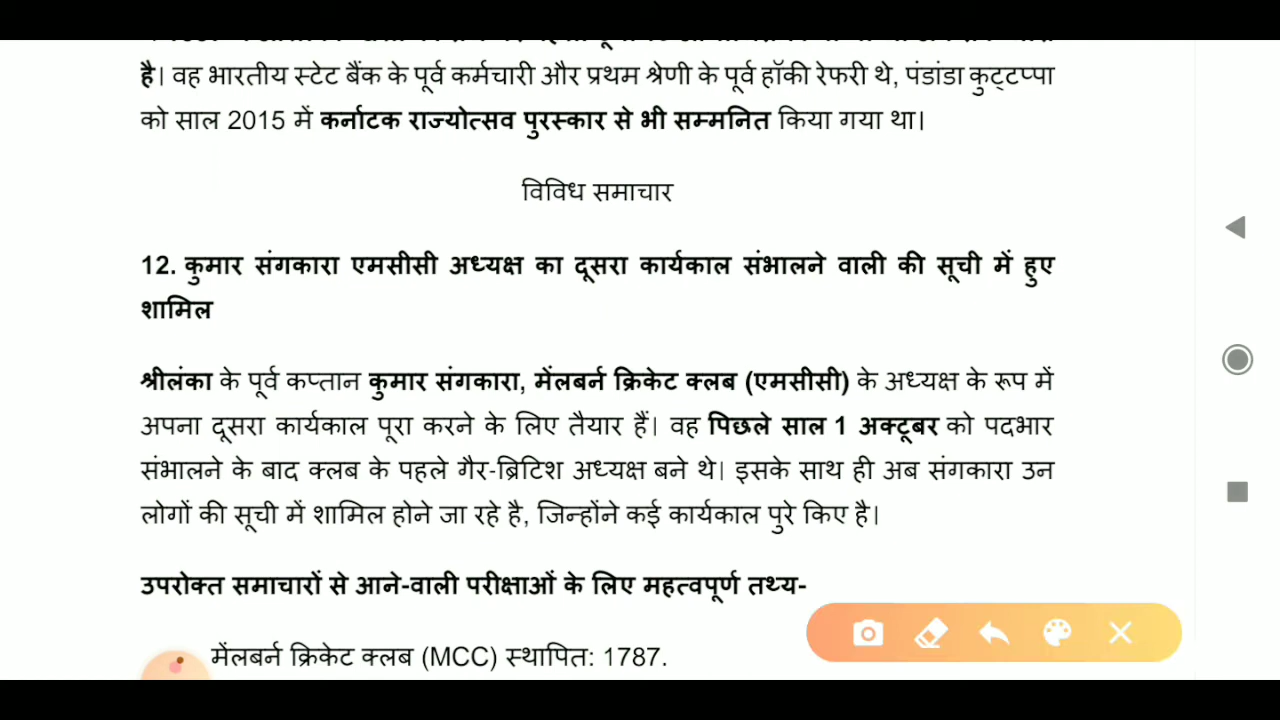 है। वह भारतीय स्टेट बैंक के पूर्व कर्मचारी और प्रथम श्रेणी के पूर्व हॉकी रेफरी थे, पंडांडा कुट्टप्पा
को साल 2015 में कर्नाटक राज्योत्सव पुरस्कार से भी सम्मनित किया गया था।
विविध समाचार
12. कुमार संगकारा एमसीसी अध्यक्ष का दूसरा कार्यकाल संभालने वाली की सूची में हुए
शामिल
श्रीलंका के पूर्व कप्तान कुमार संगकारा, मेंलबर्न क्रिकेट क्लब (एमसीसी) के अध्यक्ष के रूप में
अपना दूसरा कार्यकाल पूरा करने के लिए तैयार हैं। वह पिछले साल 1 अक्टूबर को पदभार
संभालने के बाद क्लब के पहले गैर-ब्रिटिश अध्यक्ष बने थे। इसके साथ ही अब संगकारा उन
लोगों की सूची में शामिल होने जा रहे है, जिन्होंने कई कार्यकाल पुरे किए है।
उपरोक्त समाचारों से आने-वाली परीक्षाओं के लिए महत्वपूर्ण तथ्य-
मेंलबर्न क्रिकेट क्लब (MCC) स्थापित: 1787.